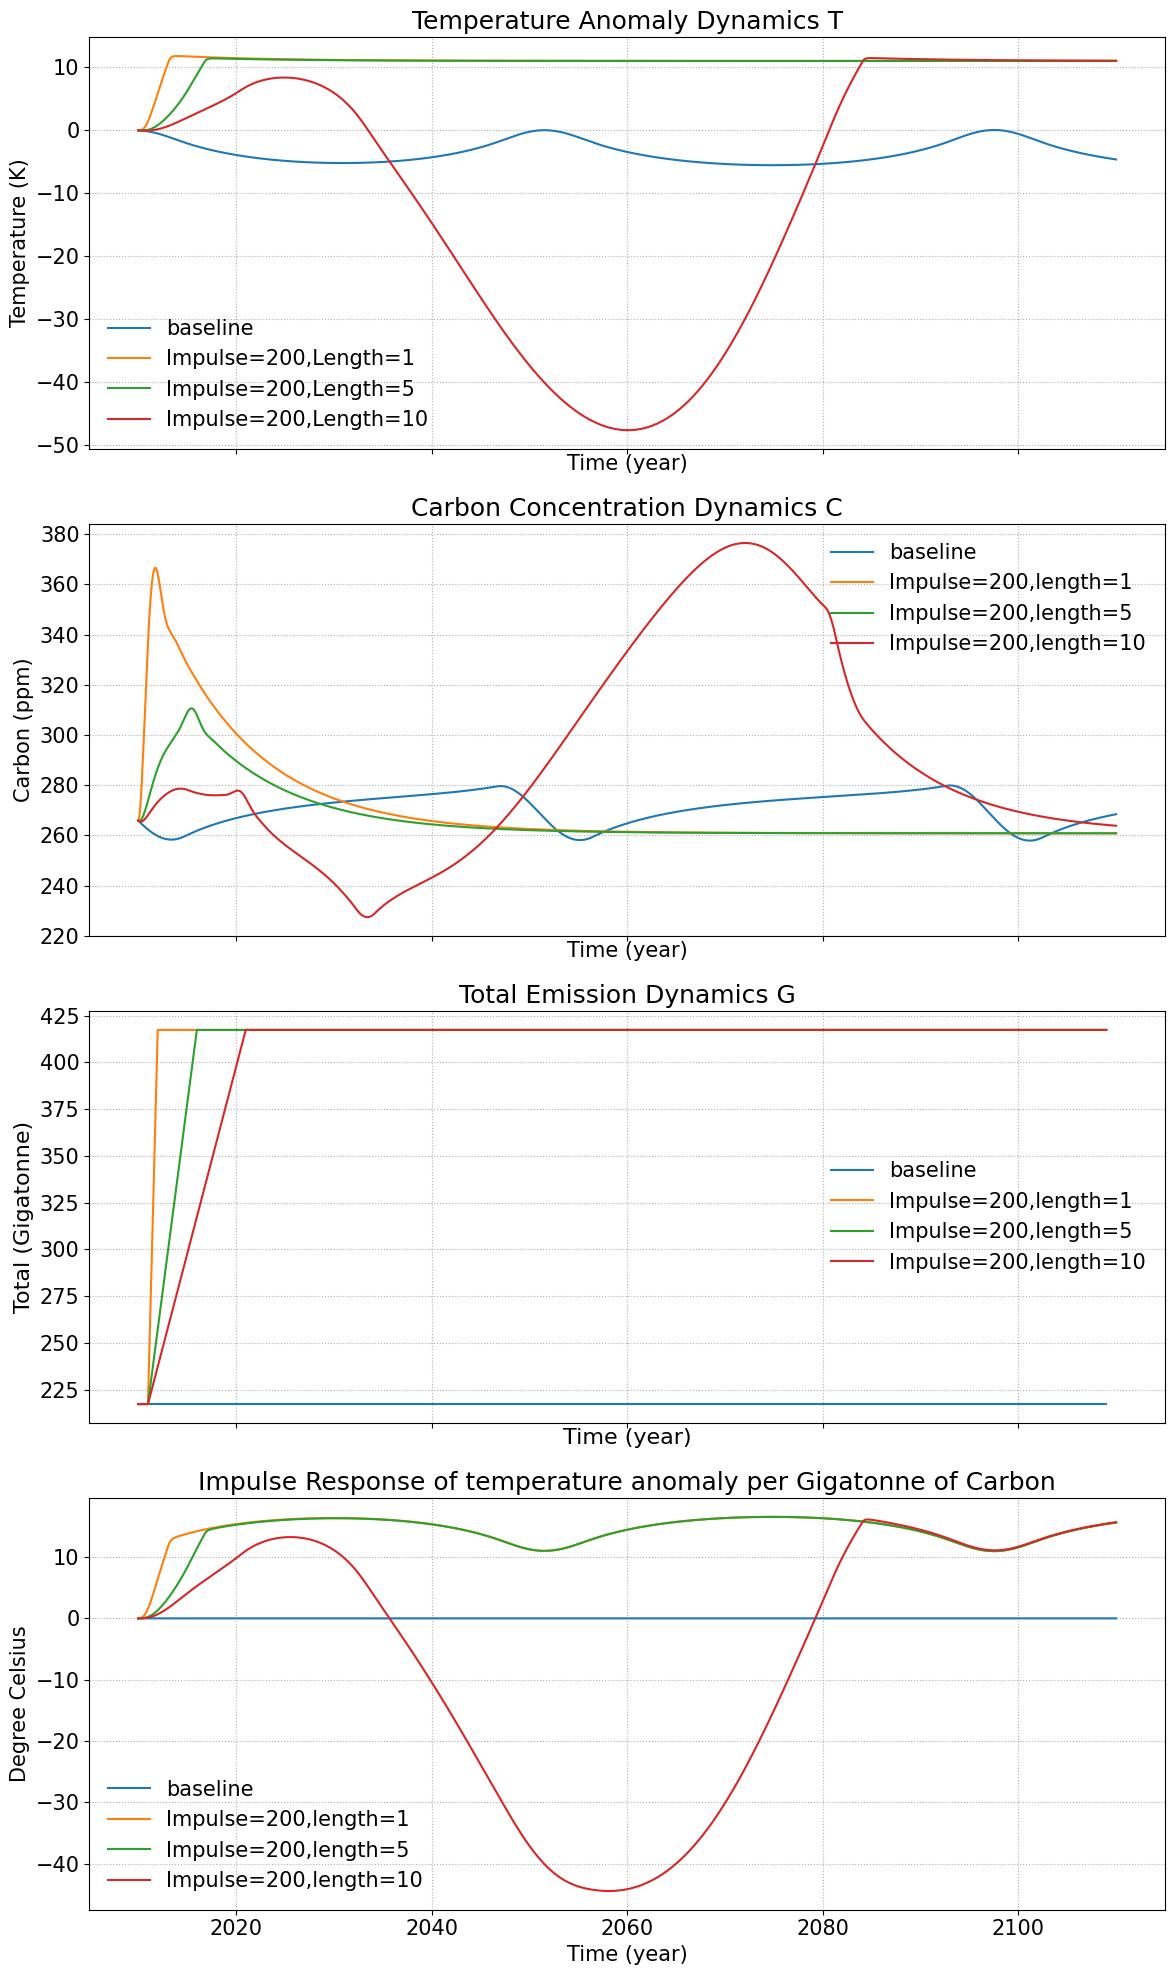 Temperature Anomaly Dynamics T
10
0
−10
−20
−30
−40
−50
Temperature (K)
baseline
Impulse=200,Length=1
Impulse=200,Length=5
Impulse=200,Length=10
Time (year)
Carbon Concentration Dynamics C
380
360
340
320
300
280
260
240
220
Carbon (ppm)
baseline
Impulse=200,length=1
Impulse=200,length=5
Impulse=200,length=10
Time (year)
Total Emission Dynamics G
425
400
375
350
325
300
275
250
225
Total (Gigatonne)
baseline
Impulse=200,length=1
Impulse=200,length=5
Impulse=200,length=10
Time (year)
Impulse Response of temperature anomaly per Gigatonne of Carbon
10
0
−10
−20
−30
−40
Degree Celsius
baseline
Impulse=200,length=1
Impulse=200,length=5
Impulse=200,length=10
2020 2040 2060 2080 2100
Time (year)